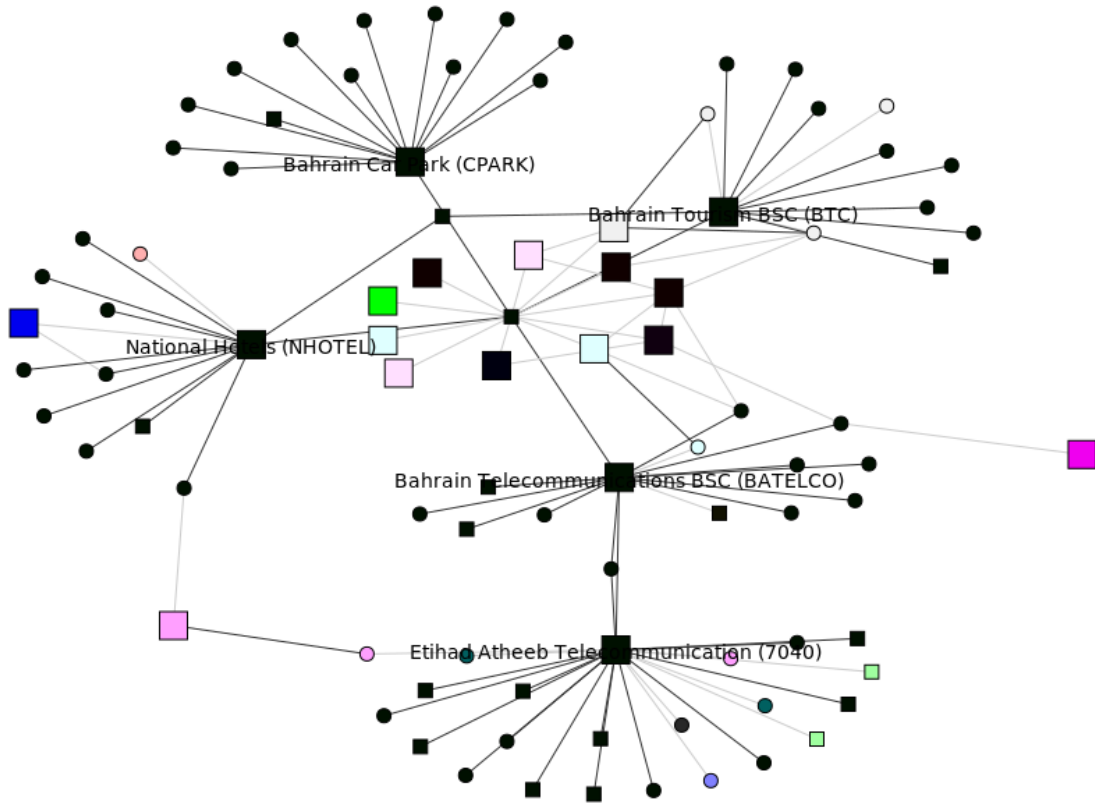 Bahrain Car Park (CPARK)
Bahrain Tourism BSC (BTC)
National Hotels (NHOTEL)
Bahrain Telecommunications BSC (BATELCO)
Etihad Atheeb Telecommunication (7040)